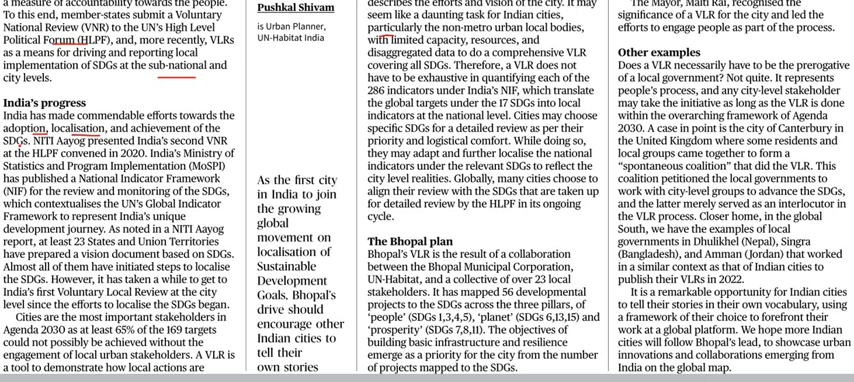 a measure of accountability towards the people.
To this end, member-states submit a Voluntary
National Review (VNR) to the UN's High Level
Political Forum (HLPF), and, more recently, VLRs
as a means for driving and reporting local
implementation of SDGs at the sub-national and
city levels.
India's progress
India has made commendable efforts towards the
adoption, localisation, and achievement of the
SDGs. NITI Aayog presented India's second VNR
at the HLPF convened in 2020. India's Ministry of
Statistics and Program Implementation (MoSPI)
has published a National Indicator Framework
(NIF) for the review and monitoring of the SDGs,
which contextualises the UN's Global Indicator
Framework to represent India's unique
development journey. As noted in a NITI Aayog
report, at least 23 States and Union Territories
have prepared a vision document based on SDGs.
Almost all of them have initiated steps to localise
the SDGs. However, it has taken a while to get to
India's first Voluntary Local Review at the city
level since the efforts to localise the SDGs began.
Cities are the most important stakeholders in
Agenda 2030 as at least 65% of the 169 targets
could not possibly be achieved without the
engagement of local urban stakeholders. A VLR is
a tool to demonstrate how local actions are
Pushkal Shivam
is Urban Planner,
UN-Habitat India
As the first city
in India to join
the growing
global
movement on
localisation of
Sustainable
Development
Goals, Bhopal's
drive should
encourage other
Indian cities to
tell their
own stories
describes the efforts and vision of the city. It may
seem like a daunting task for Indian cities,
particularly the non-metro urban local bodies,
with limited capacity, resources, and
disaggregated data to do a comprehensive VLR
covering all SDGs. Therefore, a VLR does not
have to be exhaustive in quantifying each of the
286 indicators under India's NIF, which translate
the global targets under the 17 SDGs into local
indicators at the national level. Cities may choose
specific SDGs for a detailed review as per their
priority and logistical comfort. While doing so,
they may adapt and further localise the national
indicators under the relevant SDGs to reflect the
city level realities. Globally, many cities choose to
align their review with the SDGs that are taken up
for detailed review by the HLPF in its ongoing
cycle.
The Bhopal plan
Bhopal's VLR is the result of a collaboration
between the Bhopal Municipal Corporation,
UN-Habitat, and a collective of over 23 local
stakeholders. It has mapped 56 developmental
projects to the SDGs across the three pillars, of
'people' (SDGs 1,3,4,5), 'planet' (SDGs 6,13,15) and
'prosperity' (SDGs 7,8,11). The objectives of
building basic infrastructure and resilience
emerge as a priority for the city from the number
of projects mapped to the SDGs.
The Mayor, Malti Rai, recognised the
significance of a VLR for the city and led the
efforts to engage people as part of the process.
Other examples
Does a VLR necessarily have to be the prerogative
of a local government? Not quite. It represents
people's process, and any city-level stakeholder
may take the initiative as long as the VLR is done
within the overarching framework of Agenda
2030. A case in point is the city of Canterbury in
the United Kingdom where some residents and
local groups came together to form a
"spontaneous coalition" that did the VLR. This
coalition petitioned the local governments to
work with city-level groups to advance the SDGs,
and the latter merely served as an interlocutor in
the VLR process. Closer home, in the global
South, we have the examples of local
governments in Dhulikhel (Nepal), Singra
(Bangladesh), and Amman (Jordan) that worked
in a similar context as that of Indian cities to
publish their VLRs in 2022.
It is a remarkable opportunity for Indian cities
to tell their stories in their own vocabulary, using
a framework of their choice to forefront their
work at a global platform. We hope more Indian
cities will follow Bhopal's lead, to showcase urban
innovations and collaborations emerging from
India on the global map.